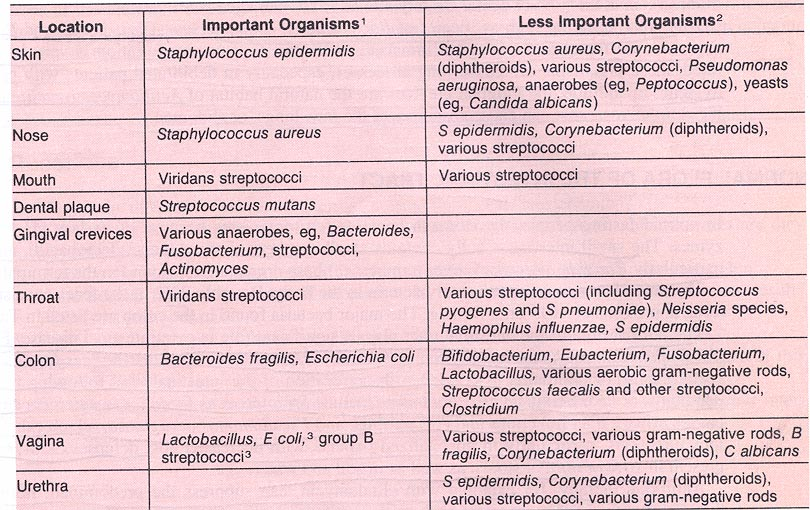 Location Important Organisms¹ Less Important Organisms²
Skin Staphylococcus epidermidis Staphylococcus aureus, Corynebacterium
(diphtheroids), various streptococci, Pseudomonas
aeruginosa, anaerobes (eg, Peptococcus), yeasts
(eg, Candida albicans)
Nose Staphylococcus aureus S epidermidis, Corynebacterium (diphtheroids),
various streptococci
Mouth Viridans streptococci Various streptococci
Dental plaque Streptococcus mutans
Gingival crevices Various anaerobes, eg, Bacteroides,
Fusobacterium, streptococci,
Actinomyces
Throat Viridans streptococci Various streptococci (including Streptococcus
pyogenes and S pneumoniae), Neisseria species,
Haemophilus influenzae, S epidermidis
Colon Bacteroides fragilis, Escherichia coli Bifidobacterium, Eubacterium, Fusobacterium,
Lactobacillus, various aerobic gram-negative rods,
Streptococcus faecalis and other streptococci,
Clostridium
Vagina Lactobacillus, E coli,³ group B Various streptococci, various gram-negative rods, B
streptococci³ fragilis, Corynebacterium (diphtheroids), C albicans
Urethra S epidermidis, Corynebacterium (diphtheroids),
various streptococci, various gram-negative rods